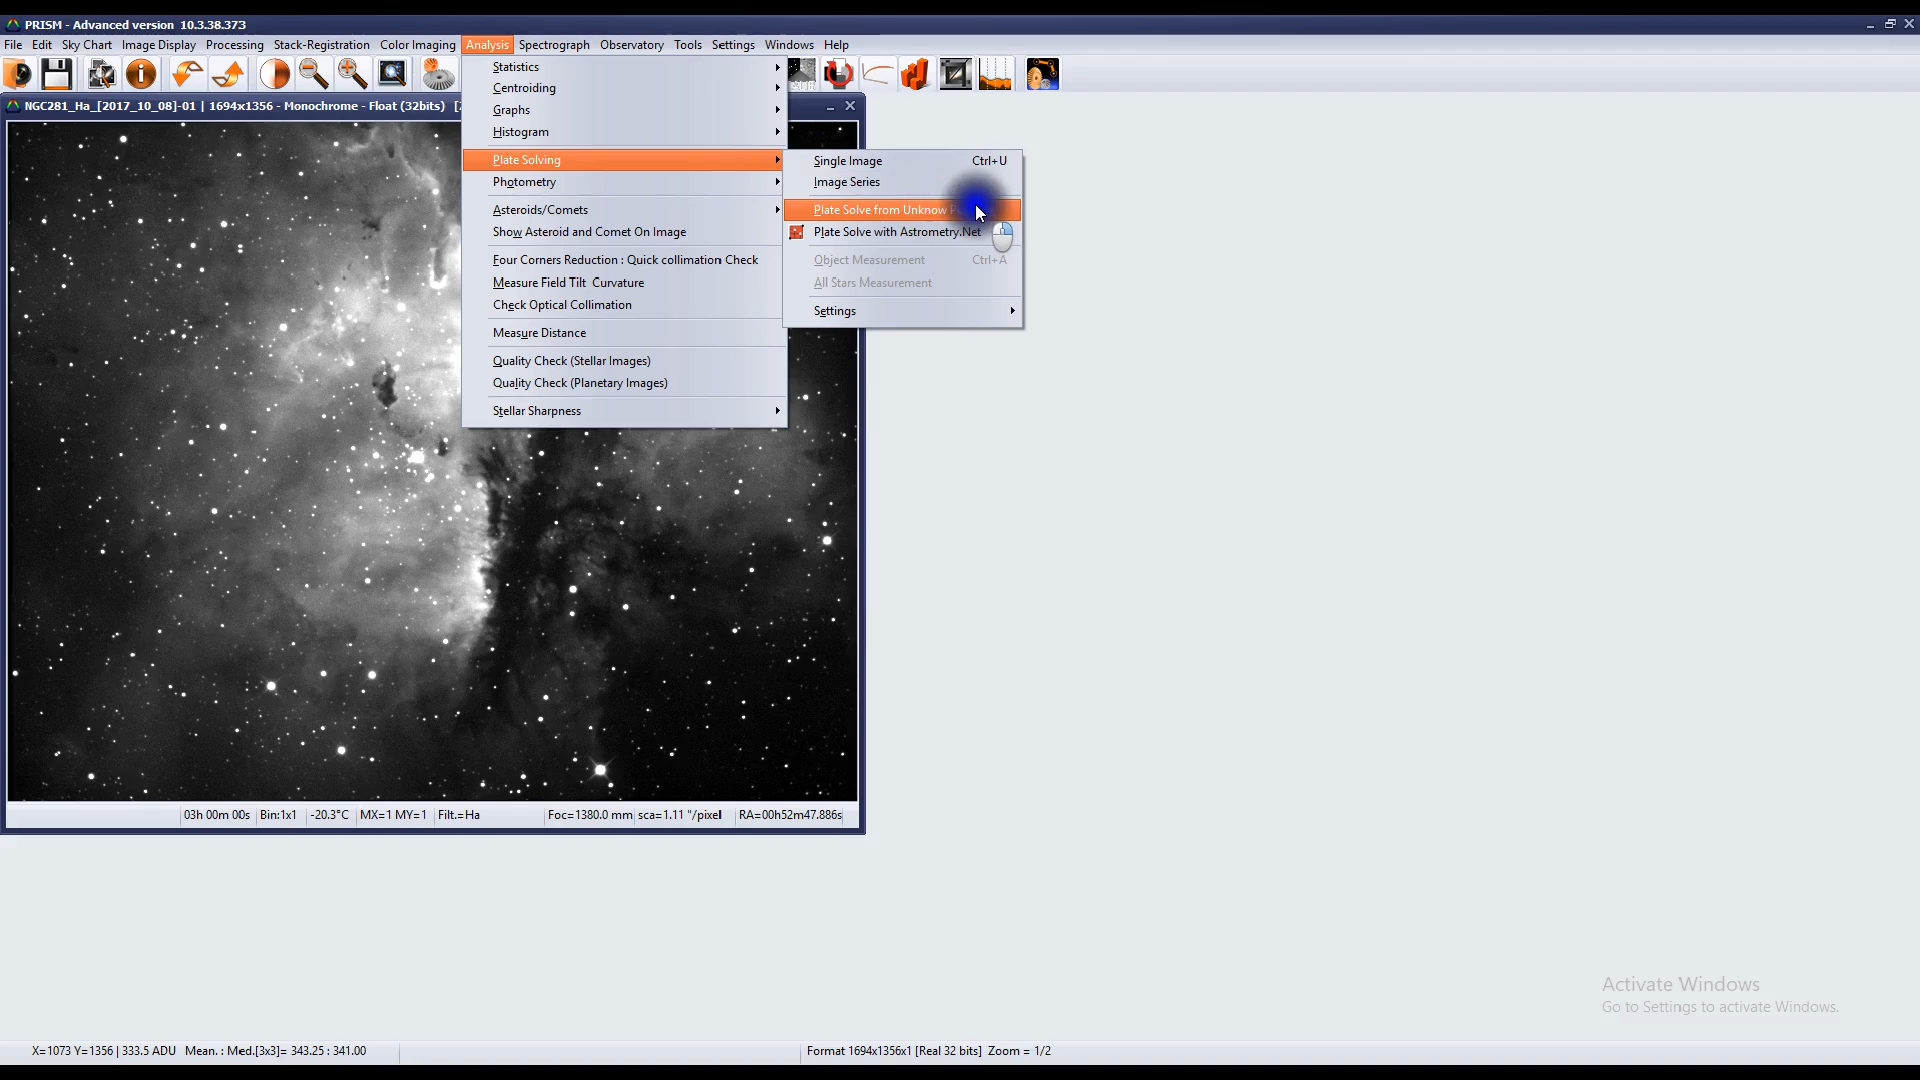 PRISM - Advanced version 10.3.38.373
File Edit Sky Chart Image Display Processing Stack-Registration Color Imaging Analysis Spectrograph Observatory Tools Settings Windows Help
NGC281_Ha_[2017_10_08]-01 | 1694x1356 - Monochrome - Float (32bits)
Statistics
Centroiding
Graphs
Histogram
Plate Solving
Photometry
Asteroids/Comets
Show Asteroid and Comet On Image
Four Corners Reduction : Quick collimation Check
Measure Field Tilt Curvature
Check Optical Collimation
Measure Distance
Quality Check (Stellar Images)
Quality Check (Planetary Images)
Stellar Sharpness
Single Image Ctrl+U
Image Series
Plate Solve from Unknow
Plate Solve with Astrometry.Net
Object Measurement Ctrl+A
All Stars Measurement
Settings
03h 00m 00s Bin:1x1 -20.3°C MX=1 MY=1 Filt.=Ha Foc=1380.0 mm sca=1.11 "/pixel RA=00h52m47.886s
Activate Windows
Go to Settings to activate Windows.
X=1073 Y=1356 | 333.5 ADU Mean. : Med.[3x3]= 343.25 : 341.00 Format 1694x1356x1 [Real 32 bits] Zoom = 1/2